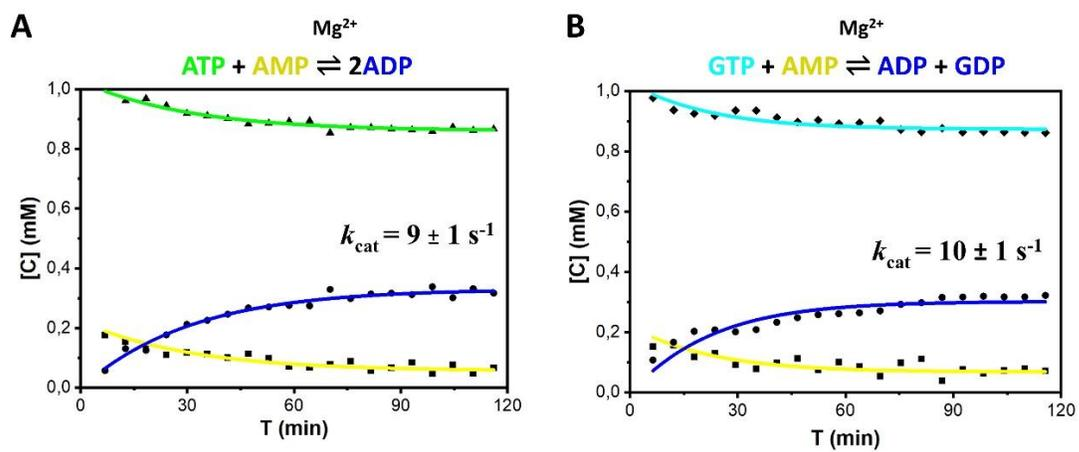 A
Mg²⁺
ATP + AMP ⇌ 2ADP
1,0
0,8
0,6
0,4
0,2
0,0
[C] (mM)
kcat = 9 ± 1 s⁻¹
0 30 60 90 120
T (min)
B
Mg²⁺
GTP + AMP ⇌ ADP + GDP
1,0
0,8
0,6
0,4
0,2
0,0
[C] (mM)
kcat = 10 ± 1 s⁻¹
0 30 60 90 120
T (min)